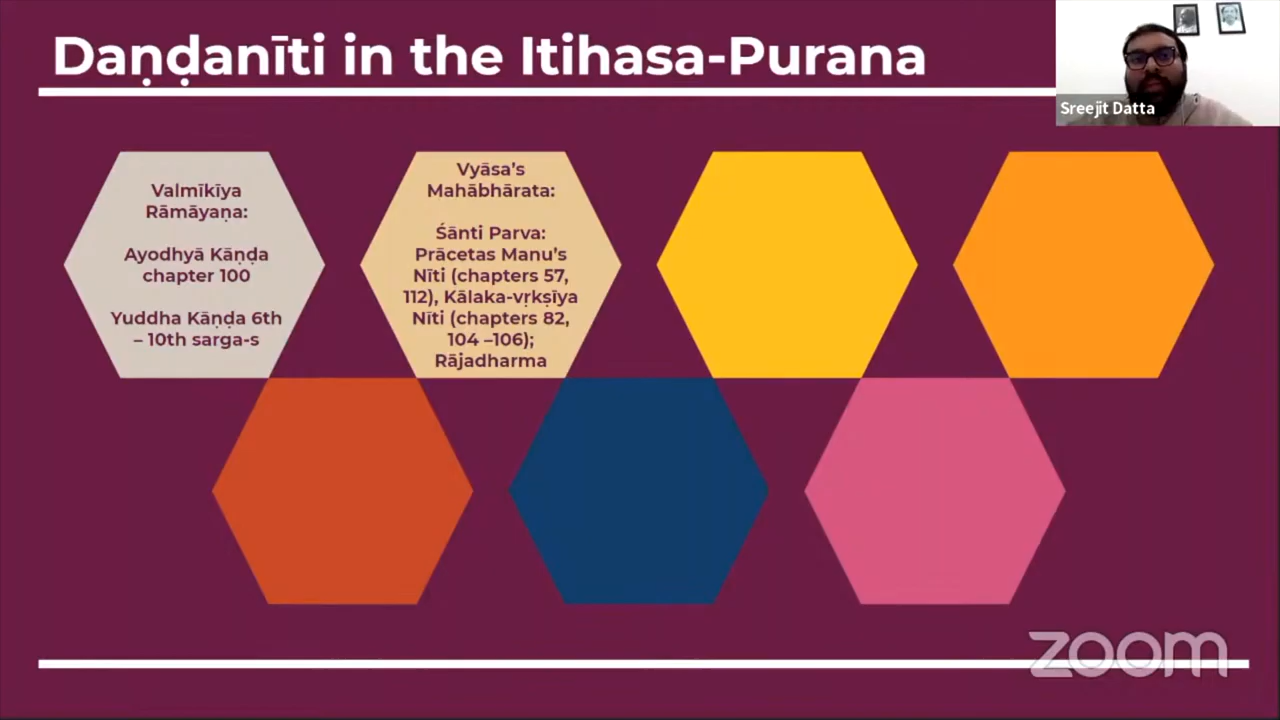 Daṇḍanīti in the Itihasa-Purana
Sreejit Datta
Valmīkīya
Rāmāyaṇa:
Ayodhyā Kāṇḍa
chapter 100
Yuddha Kāṇḍa 6th
– 10th sarga-s
Vyāsa’s
Mahābhārata:
Śānti Parva:
Prācetas Manu’s
Nīti (chapters 57,
112), Kālaka-vṛkṣīya
Nīti (chapters 82,
104 –106);
Rājadharma
zoom